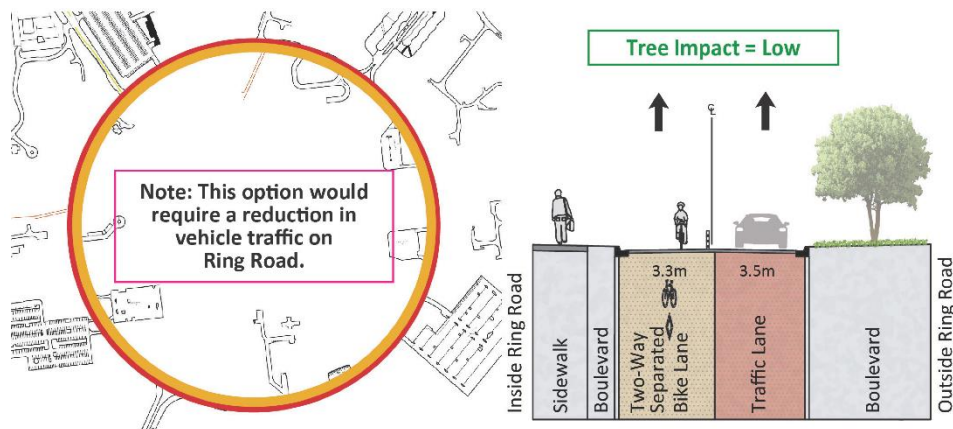 Note: This option would
require a reduction in
vehicle traffic on
Ring Road.
Tree Impact = Low
℄
3.3m
3.5m
Inside Ring Road
Sidewalk
Boulevard
Two-Way
Separated
Bike Lane
Traffic Lane
Boulevard
Outside Ring Road